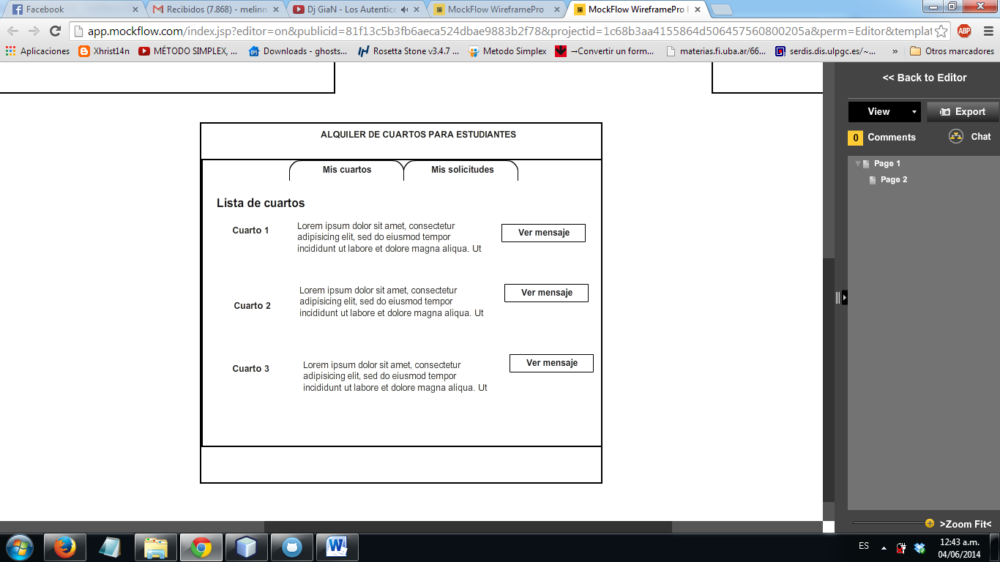 Facebook
Recibidos (7.868) - melinn
Dj GiaN - Los Autentico
MockFlow WireframePro
MockFlow WireframePro E
app.mockflow.com/index.jsp?editor=on&publicid=81f13c5b3fb6aeca524dbae9883b2f78&projectid=1c68b3aa4155864d506457560800205a&perm=Editor&templat
ABP
Aplicaciones
Xhrist14n
MÉTODO SIMPLEX, ...
Downloads - ghosts...
Rosetta Stone v3.4.7 ...
Metodo Simplex
→Convertir un form...
materias.fi.uba.ar/66...
serdis.dis.ulpgc.es/~...
»
Otros marcadores
<< Back to Editor
View
Export
0 Comments
Chat
Page 1
Page 2
ALQUILER DE CUARTOS PARA ESTUDIANTES
Mis cuartos
Mis solicitudes
Lista de cuartos
Cuarto 1
Lorem ipsum dolor sit amet, consectetur
adipisicing elit, sed do eiusmod tempor
incididunt ut labore et dolore magna aliqua. Ut
Ver mensaje
Cuarto 2
Lorem ipsum dolor sit amet, consectetur
adipisicing elit, sed do eiusmod tempor
incididunt ut labore et dolore magna aliqua. Ut
Ver mensaje
Cuarto 3
Lorem ipsum dolor sit amet, consectetur
adipisicing elit, sed do eiusmod tempor
incididunt ut labore et dolore magna aliqua. Ut
Ver mensaje
>Zoom Fit<
ES
12:43 a.m.
04/06/2014